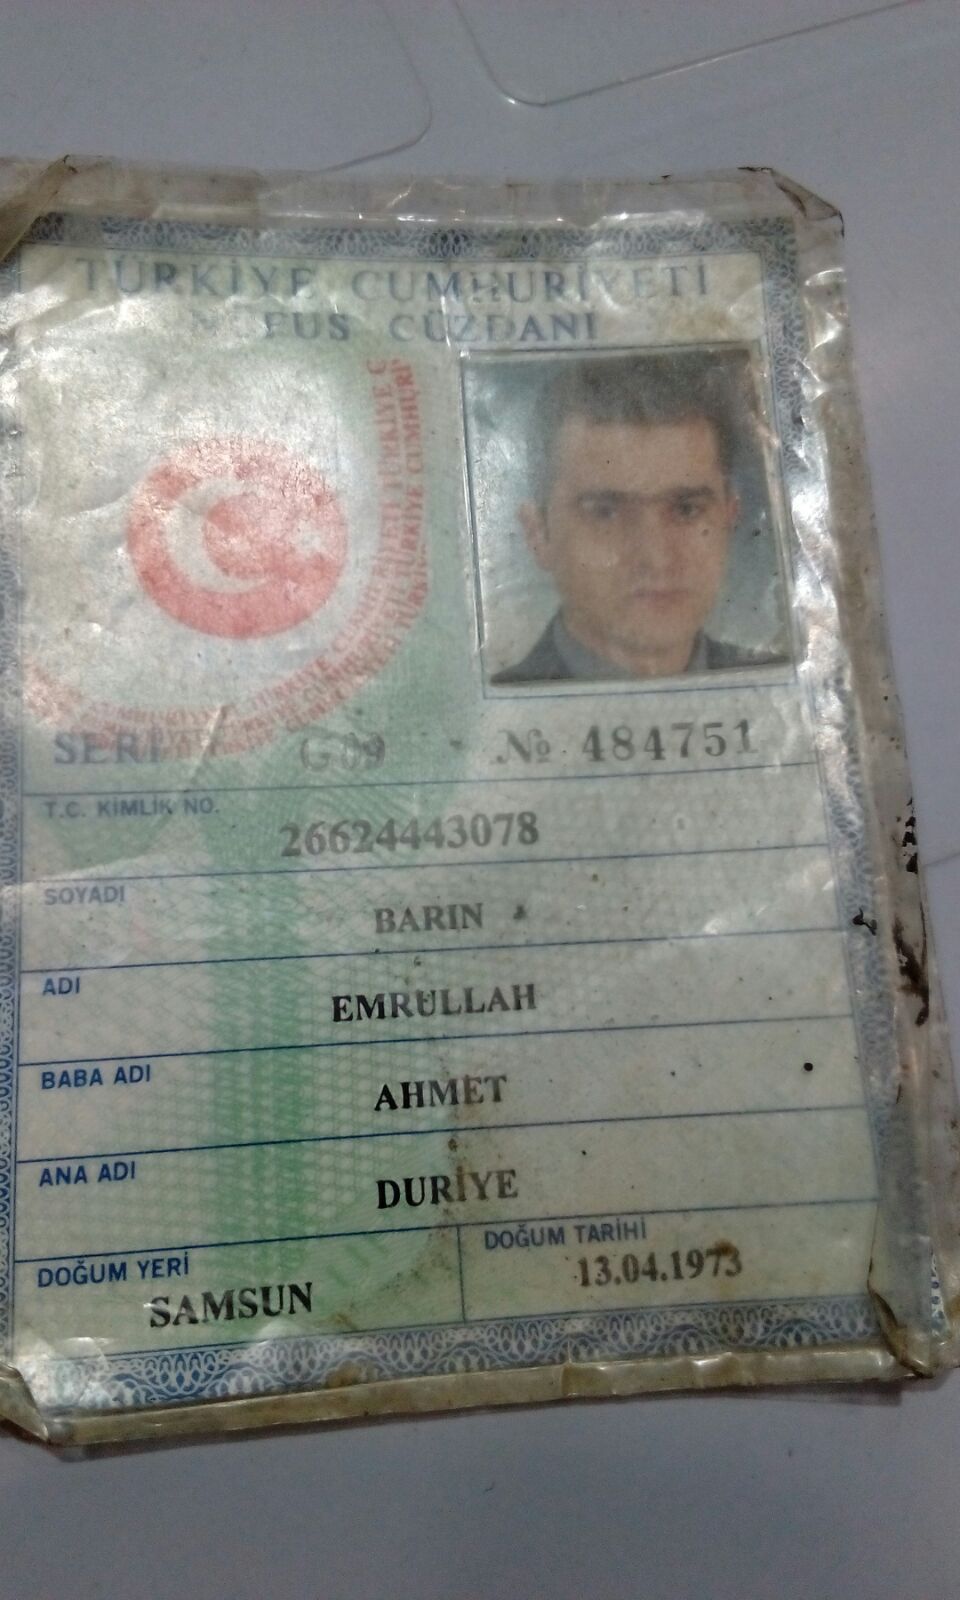 TÜRKİYE CUMHURİYETİ
NÜFUS CÜZDANI
SERİ G09 № 484751
T.C. KİMLİK NO.
26624443078
SOYADI
BARIN
ADI
EMRULLAH
BABA ADI
AHMET
ANA ADI
DURİYE
DOĞUM YERİ
SAMSUN
DOĞUM TARİHİ
13.04.1973